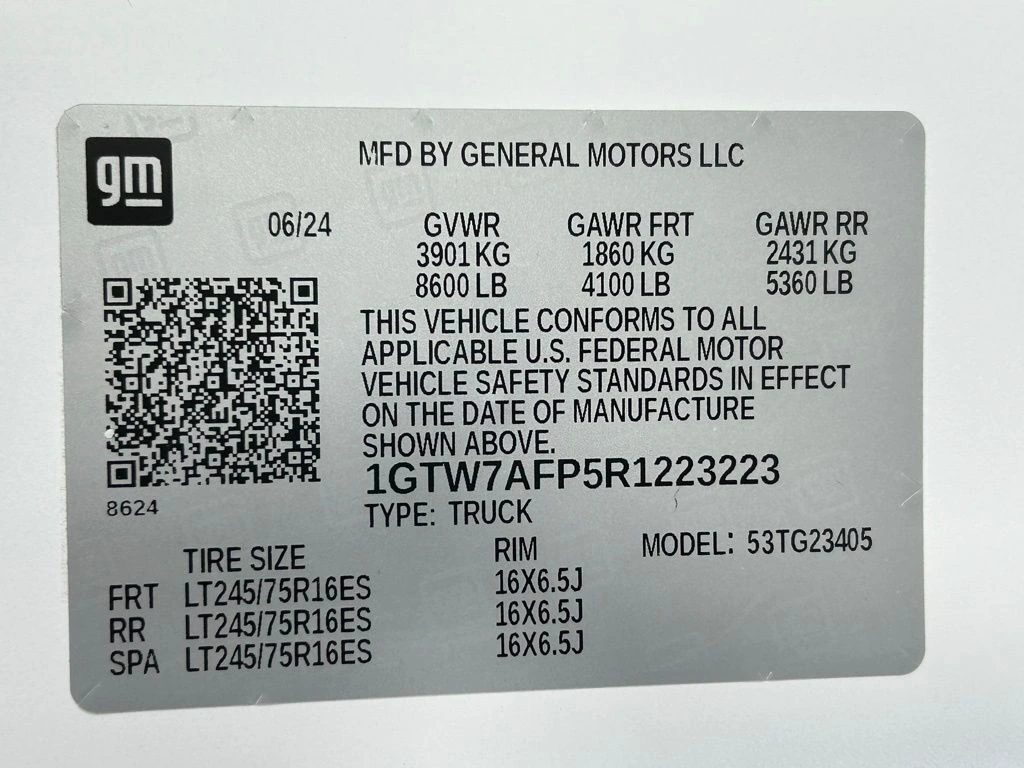 gm
MFD BY GENERAL MOTORS LLC
06/24 GVWR GAWR FRT GAWR RR
3901 KG 1860 KG 2431 KG
8600 LB 4100 LB 5360 LB
THIS VEHICLE CONFORMS TO ALL
APPLICABLE U.S. FEDERAL MOTOR
VEHICLE SAFETY STANDARDS IN EFFECT
ON THE DATE OF MANUFACTURE
SHOWN ABOVE.
1GTW7AFP5R1223223
8624
TYPE: TRUCK
TIRE SIZE RIM MODEL: 53TG23405
FRT LT245/75R16ES 16X6.5J
RR LT245/75R16ES 16X6.5J
SPA LT245/75R16ES 16X6.5J